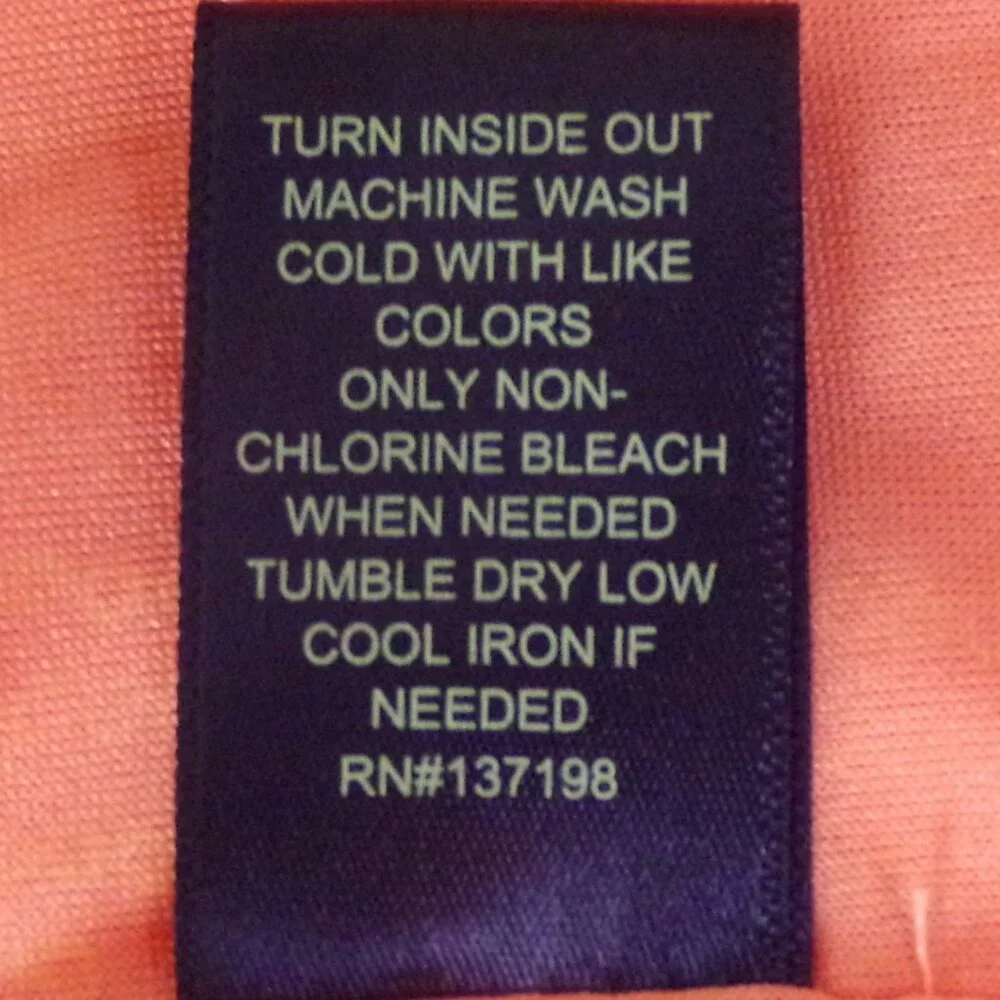 TURN INSIDE OUT
MACHINE WASH
COLD WITH LIKE
COLORS
ONLY NON-
CHLORINE BLEACH
WHEN NEEDED
TUMBLE DRY LOW
COOL IRON IF
NEEDED
RN#137198